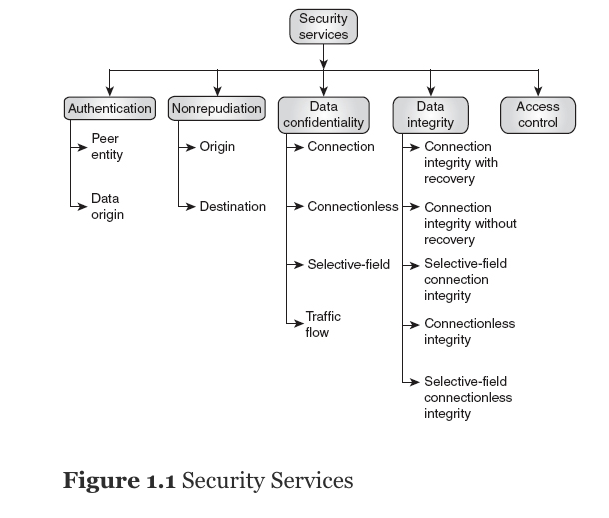 Security
services
Authentication
Nonrepudiation
Data
confidentiality
Data
integrity
Access
control
Peer
entity
Data
origin
Origin
Destination
Connection
Connectionless
Selective-field
Traffic
flow
Connection
integrity with
recovery
Connection
integrity without
recovery
Selective-field
connection
integrity
Connectionless
integrity
Selective-field
connectionless
integrity
Figure 1.1 Security Services